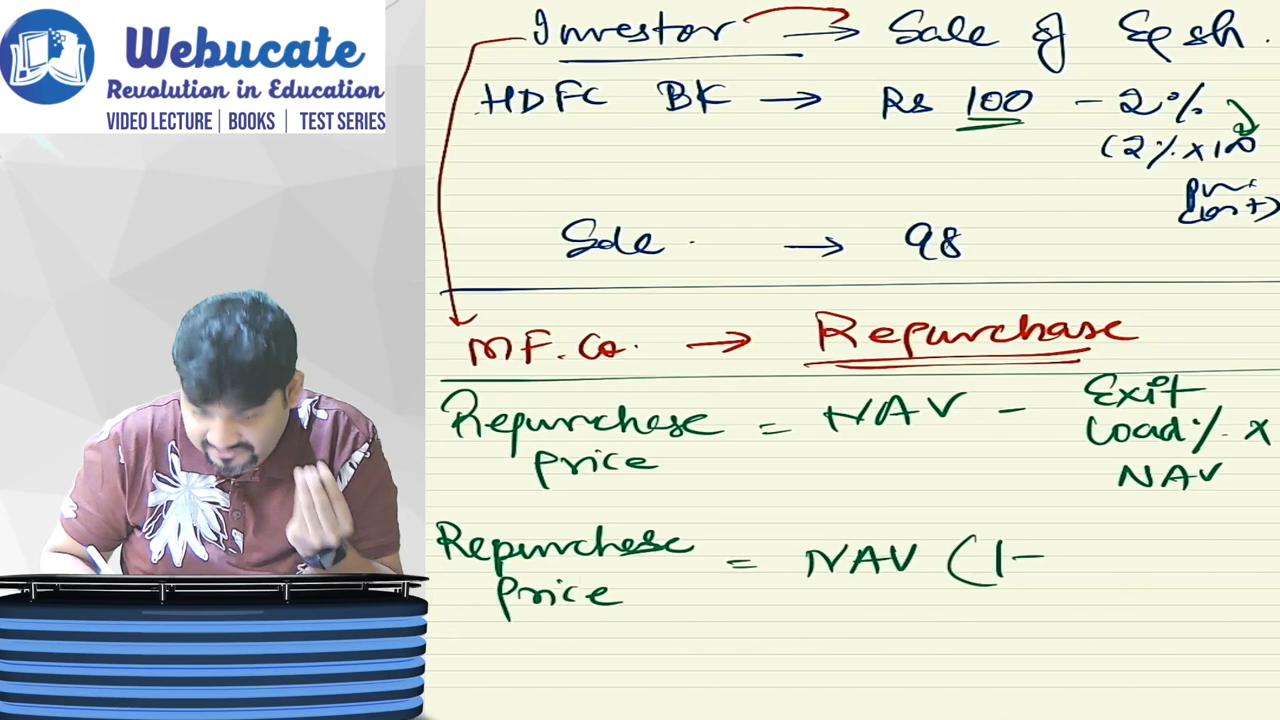 Webucate
Revolution in Education
VIDEO LECTURE | BOOKS | TEST SERIES
Investor → Sale of Eq sh.
HDFC BK → Rs 100 - 2%
(2% x 100
Sale → 98
MF. Co. → Repurchase
Repurchase price = NAV - Exit Load% x NAV
Repurchase price = NAV (1-